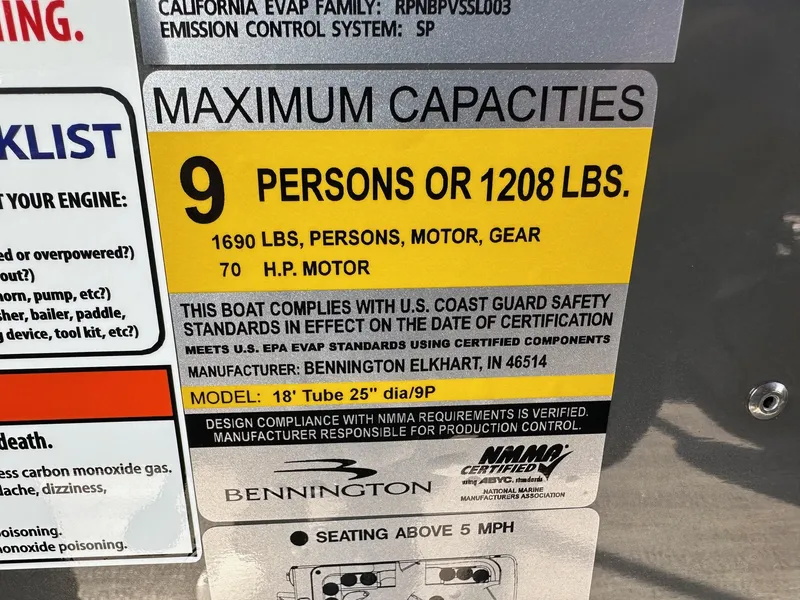 ING.
CALIFORNIA EVAP FAMILY: RPNBPVSSL003
EMISSION CONTROL SYSTEM: SP
KLIST
YOUR ENGINE:
ed or overpowered?)
out?)
horn, pump, etc?)
sher, bailer, paddle,
g device, tool kit, etc?)
death.
ess carbon monoxide gas.
dache, dizziness,
poisoning.
monoxide poisoning.
MAXIMUM CAPACITIES
9 PERSONS OR 1208 LBS.
1690 LBS, PERSONS, MOTOR, GEAR
70 H.P. MOTOR
THIS BOAT COMPLIES WITH U.S. COAST GUARD SAFETY
STANDARDS IN EFFECT ON THE DATE OF CERTIFICATION
MEETS U.S. EPA EVAP STANDARDS USING CERTIFIED COMPONENTS
MANUFACTURER: BENNINGTON ELKHART, IN 46514
MODEL: 18' Tube 25" dia/9P
DESIGN COMPLIANCE WITH NMMA REQUIREMENTS IS VERIFIED.
MANUFACTURER RESPONSIBLE FOR PRODUCTION CONTROL.
BENNINGTON
NMMA
CERTIFIED
using ABYC. standards
NATIONAL MARINE
MANUFACTURERS ASSOCIATION
SEATING ABOVE 5 MPH